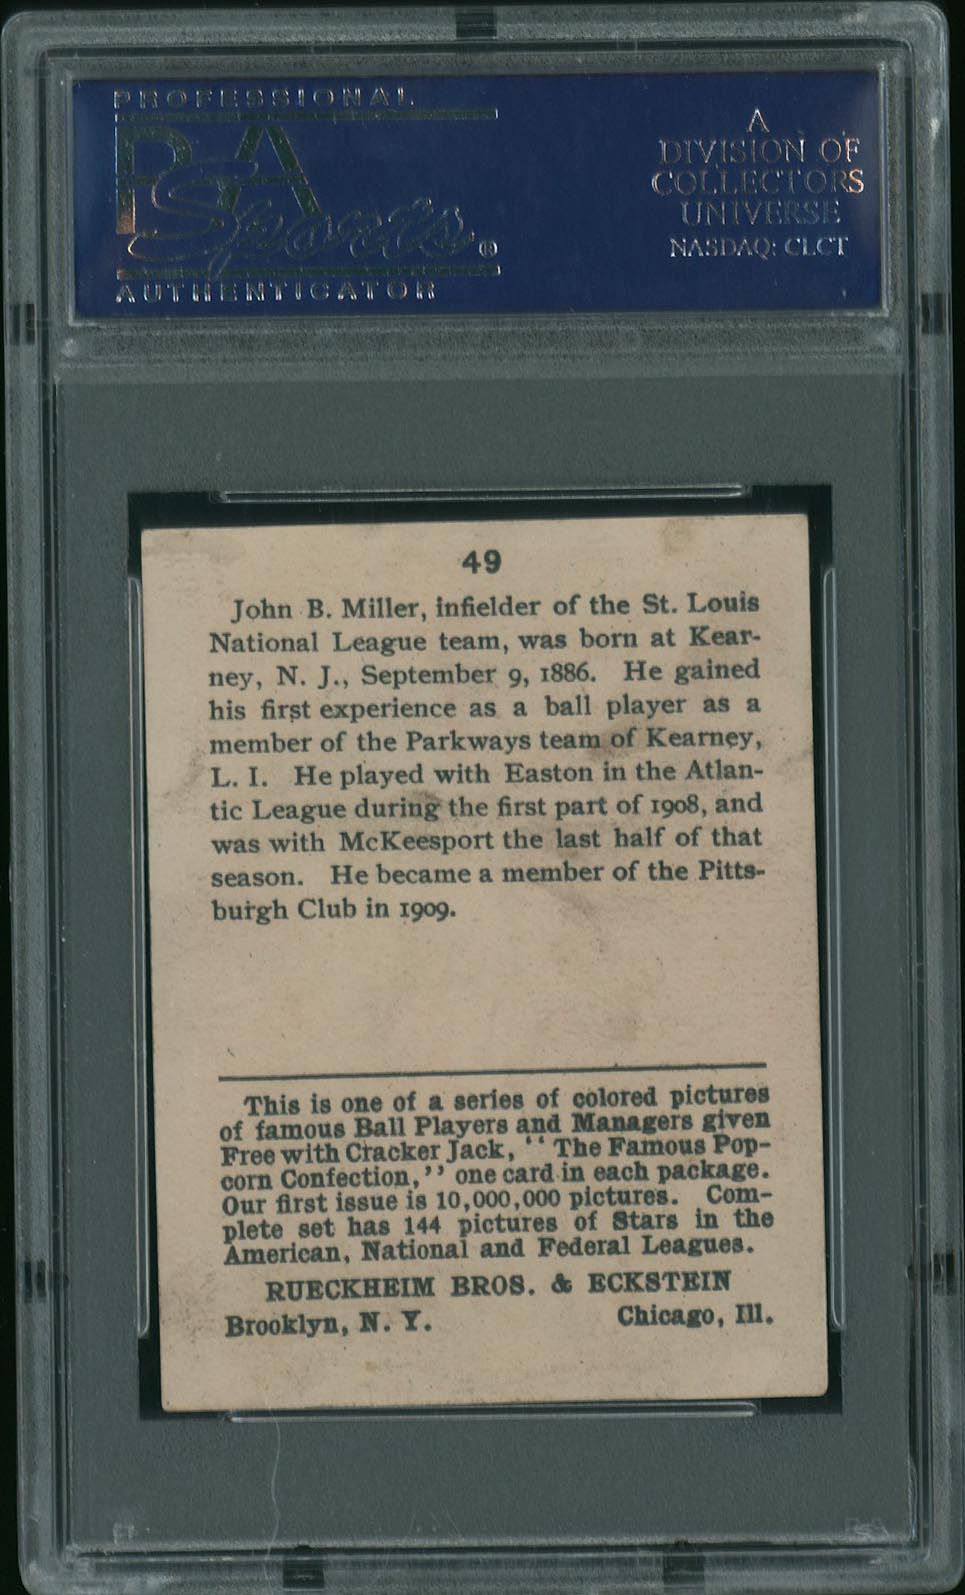 PROFESSIONAL
PSA
Sports®
AUTHENTICATOR
A
DIVISION OF
COLLECTORS
UNIVERSE
NASDAQ: CLCT
49
John B. Miller, infielder of the St. Louis
National League team, was born at Kear-
ney, N. J., September 9, 1886. He gained
his first experience as a ball player as a
member of the Parkways team of Kearney,
L. I. He played with Easton in the Atlan-
tic League during the first part of 1908, and
was with McKeesport the last half of that
season. He became a member of the Pitts-
burgh Club in 1909.
This is one of a series of colored pictures
of famous Ball Players and Managers given
Free with Cracker Jack, “The Famous Pop-
corn Confection,” one card in each package.
Our first issue is 10,000,000 pictures. Com-
plete set has 144 pictures of Stars in the
American, National and Federal Leagues.
RUECKHEIM BROS. & ECKSTEIN
Brooklyn, N. Y. Chicago, Ill.